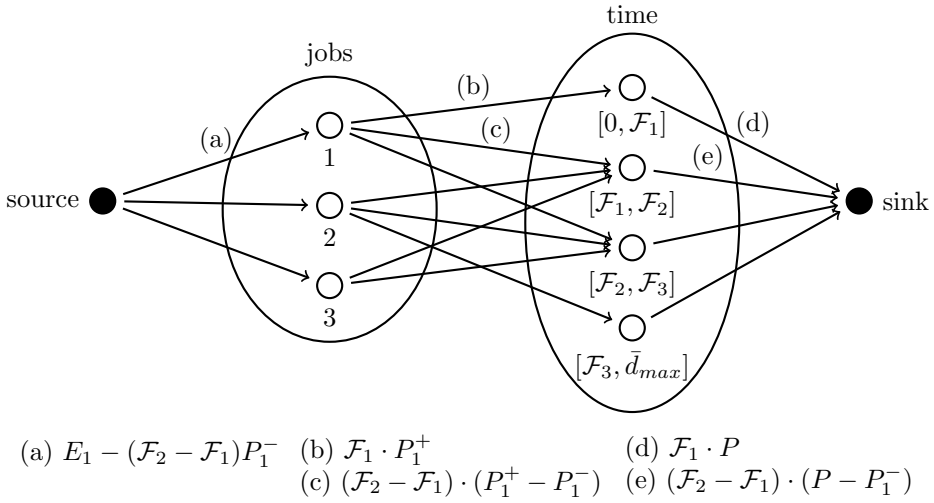 time
jobs
(b)
(a)
(c)
(d)
[0, 𝓕₁]
1
(e)
source
[𝓕₁, 𝓕₂]
sink
2
[𝓕₂, 𝓕₃]
3
[𝓕₃, d̄ₘₐₓ]
(a) E₁ − (𝓕₂ − 𝓕₁)P₁⁻ (b) 𝓕₁ · P₁⁺ (d) 𝓕₁ · P
(c) (𝓕₂ − 𝓕₁) · (P₁⁺ − P₁⁻) (e) (𝓕₂ − 𝓕₁) · (P − P₁⁻)